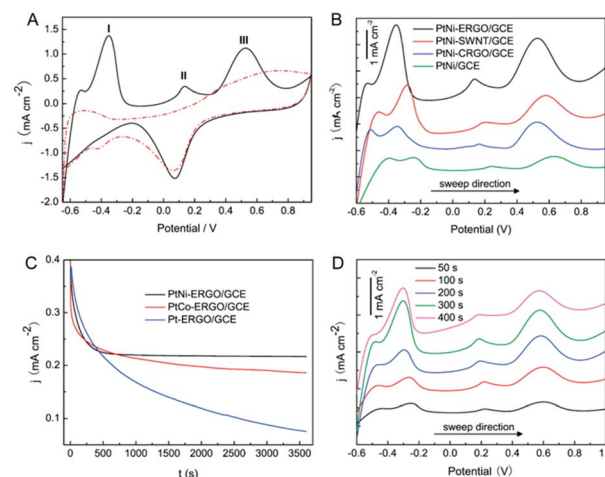 A
I
II
III
j (mA cm-2)
1.5
1.0
0.5
0.0
0.5
-1.0
-1.5
-2.0
-0.6 -0.4 -0.2 0.0 0.2 0.4 0.6 0.8
Potential / V
B
1 mA cm-2
PtNi-ERGO/GCE
PtNi-SWNT/GCE
PtNi-CRGO/GCE
PtNi/GCE
j (mA cm-2)
sweep direction
-0.6 -0.4 -0.2 0.0 0.2 0.4 0.6 0.8 1.0
Potential (V)
C
PtNi-ERGO/GCE
PtCo-ERGO/GCE
Pt-ERGO/GCE
j (mA cm-2)
0.4
0.3
0.2
0.1
0 500 1000 1500 2000 2500 3000 3500
t (s)
D
1 mA cm-2
50 s
100 s
200 s
300 s
400 s
j (mA cm-2)
sweep direction
-0.6 -0.4 -0.2 0.0 0.2 0.4 0.6 0.8
Potential (V)